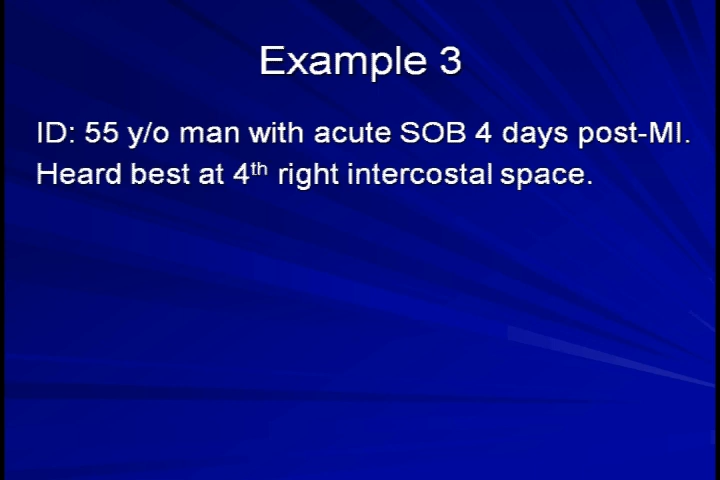 Example 3
ID: 55 y/o man with acute SOB 4 days post-MI.
Heard best at 4th right intercostal space.